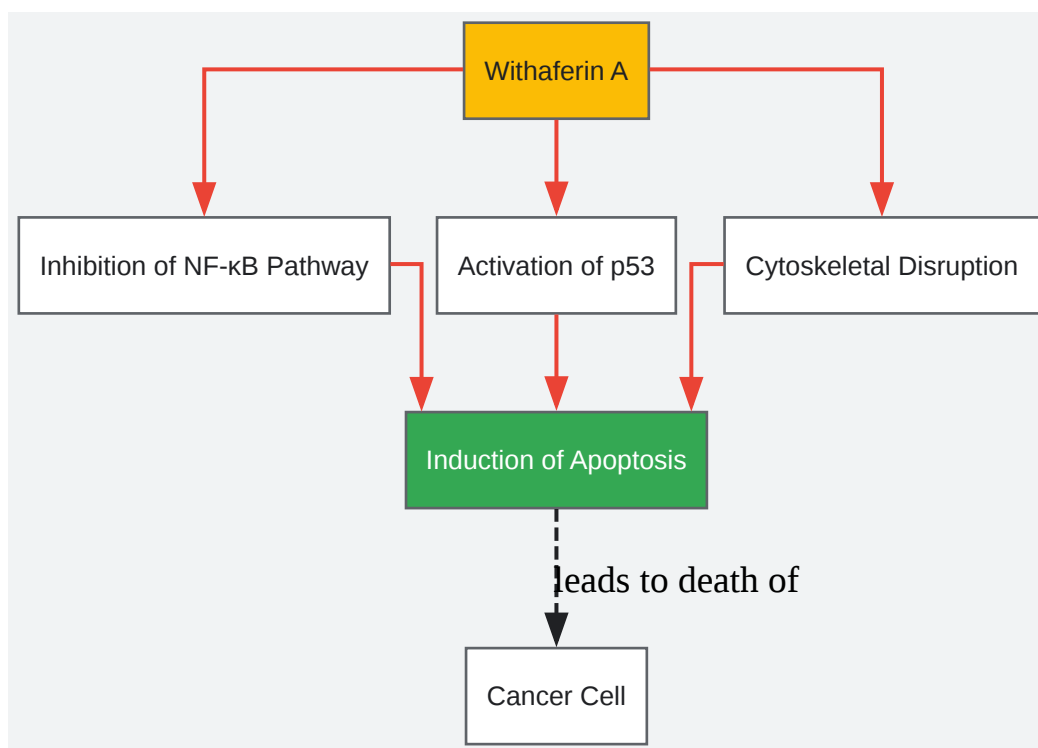 Withaferin A
Inhibition of NF-κB Pathway
Activation of p53
Cytoskeletal Disruption
Induction of Apoptosis
leads to death of
Cancer Cell